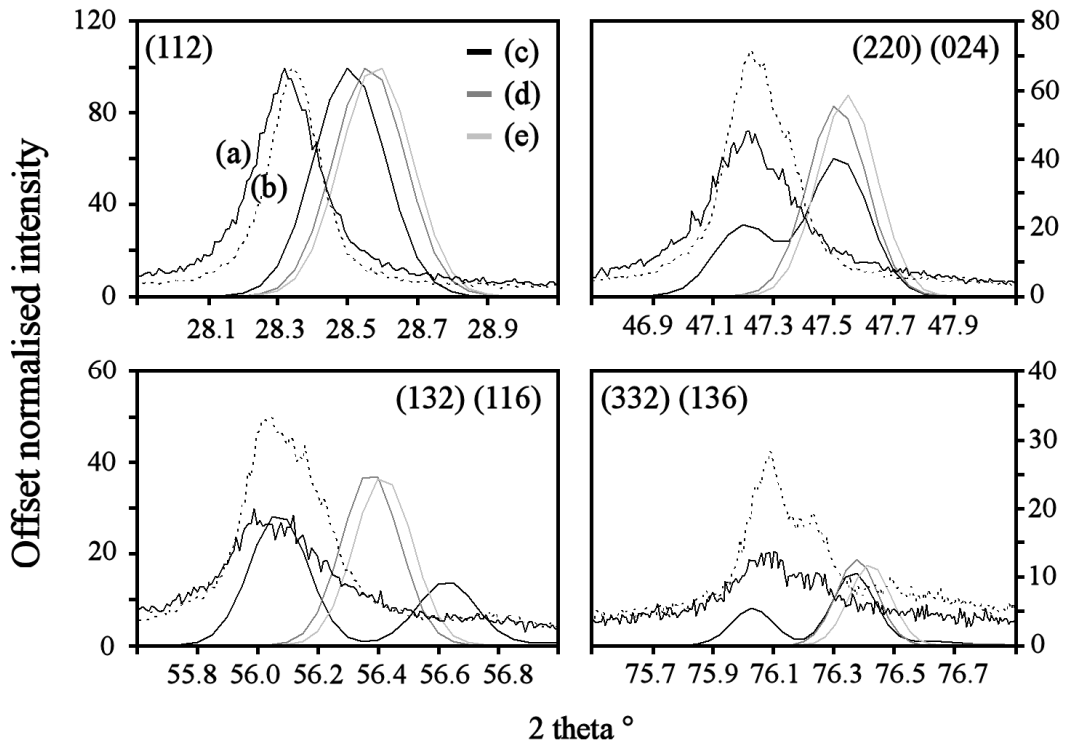 Offset normalised intensity
120
80
40
0
(112)
(a)
(b)
(c)
(d)
(e)
28.1 28.3 28.5 28.7 28.9
(220) (024)
80
60
40
20
0
46.9 47.1 47.3 47.5 47.7 47.9
60
40
20
0
(132) (116)
55.8 56.0 56.2 56.4 56.6 56.8
(332) (136)
40
30
20
10
0
75.7 75.9 76.1 76.3 76.5 76.7
2 theta °